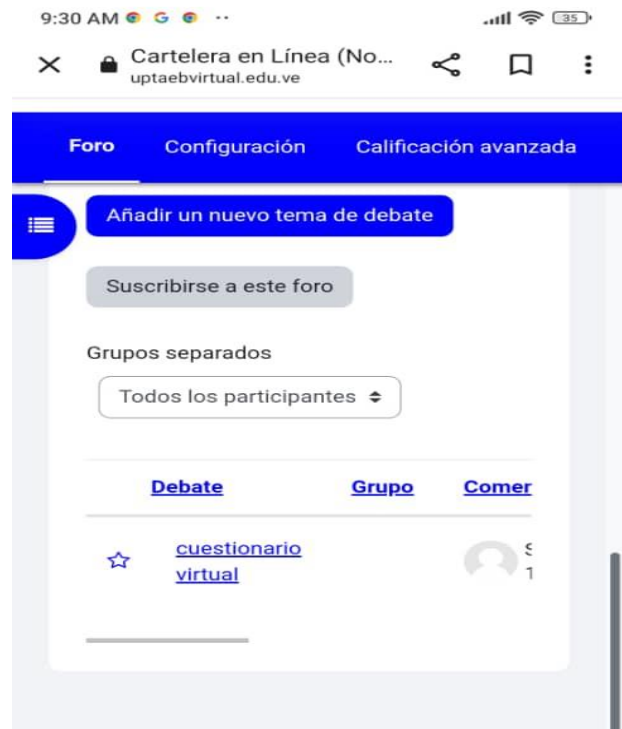 9:30 AM
35
Cartelera en Línea (No...
uptaebvirtual.edu.ve
Foro Configuración Calificación avanzada
Añadir un nuevo tema de debate
Suscribirse a este foro
Grupos separados
Todos los participantes
Debate Grupo Comer
cuestionario
virtual